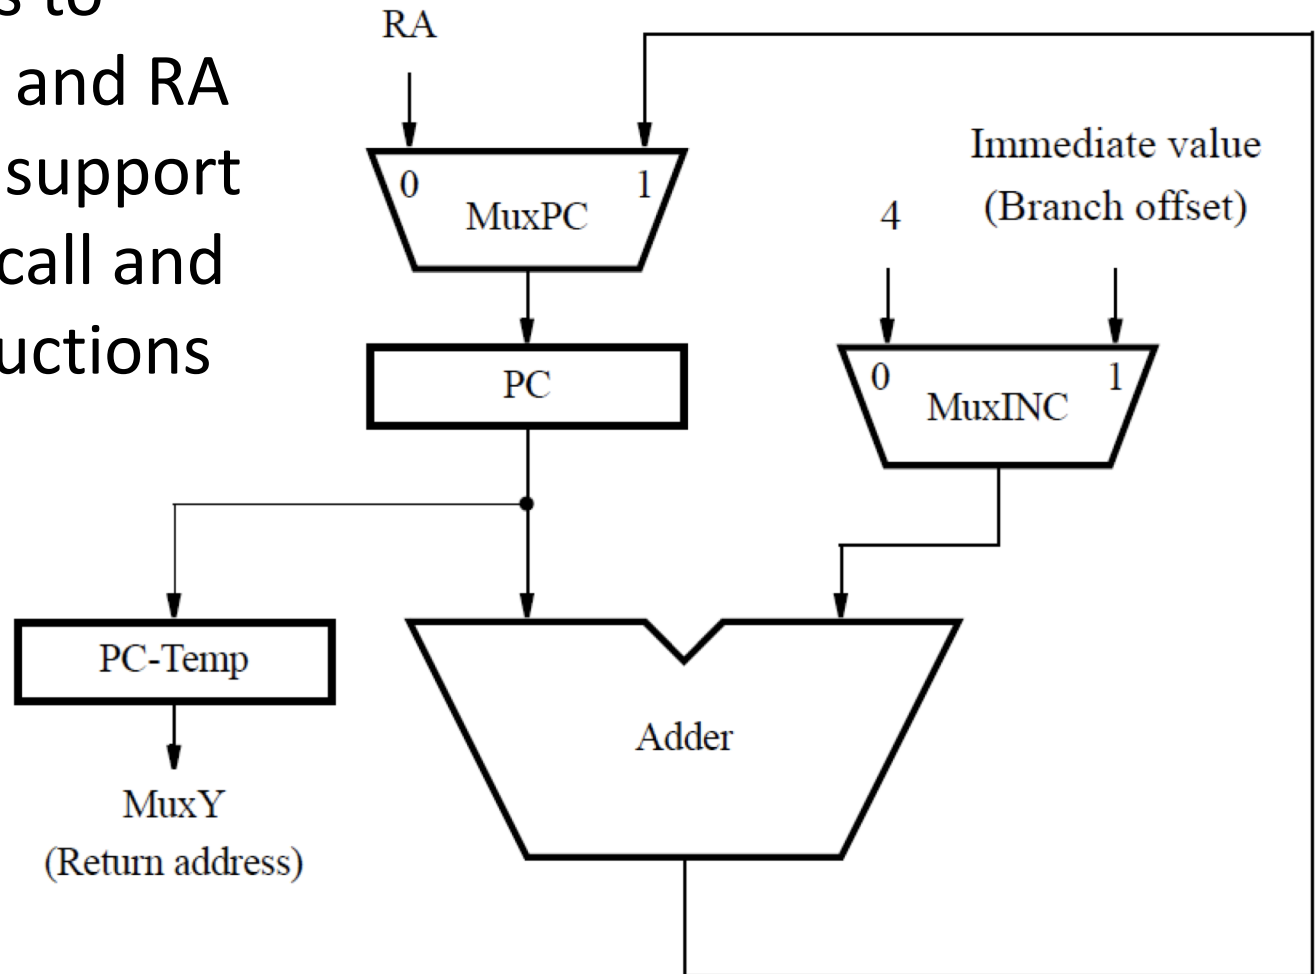 s to
and RA
support
call and
uctions
RA
0
1
MuxPC
PC
4
Immediate value
(Branch offset)
0
1
MuxINC
PC-Temp
Adder
MuxY
(Return address)